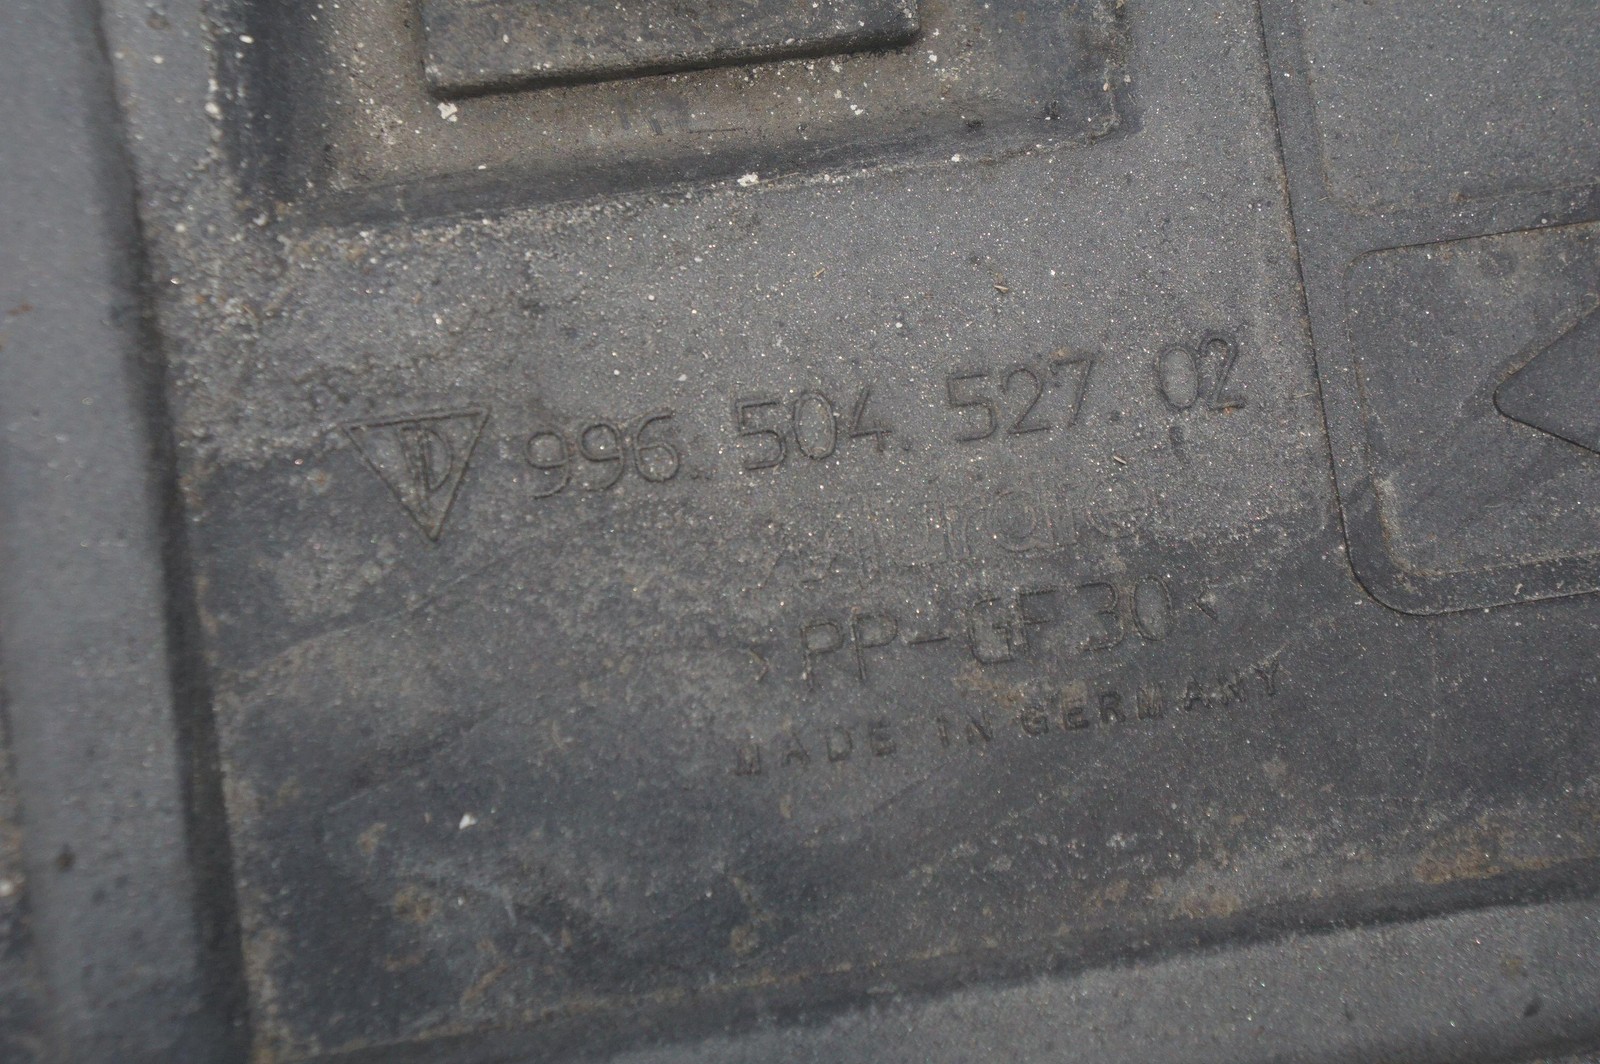 996. 504. 527. 02
>PP-GF30<
MADE IN GERMANY